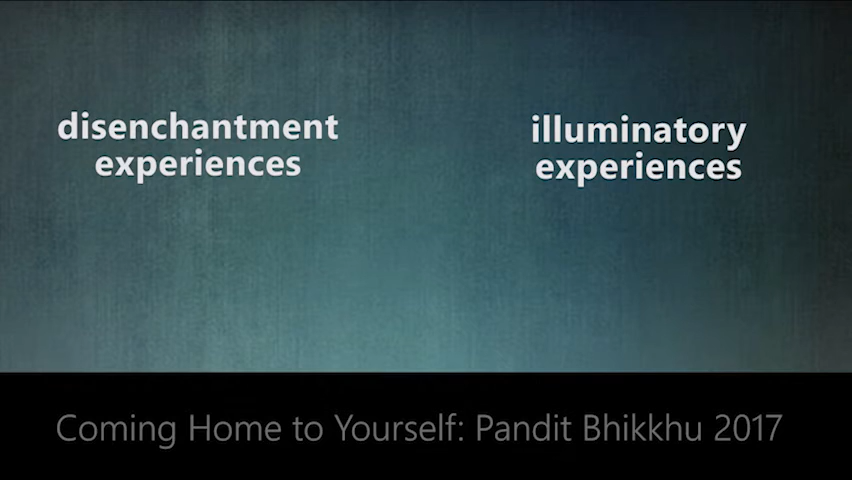 disenchantment
experiences
illuminatory
experiences
Coming Home to Yourself: Pandit Bhikkhu 2017